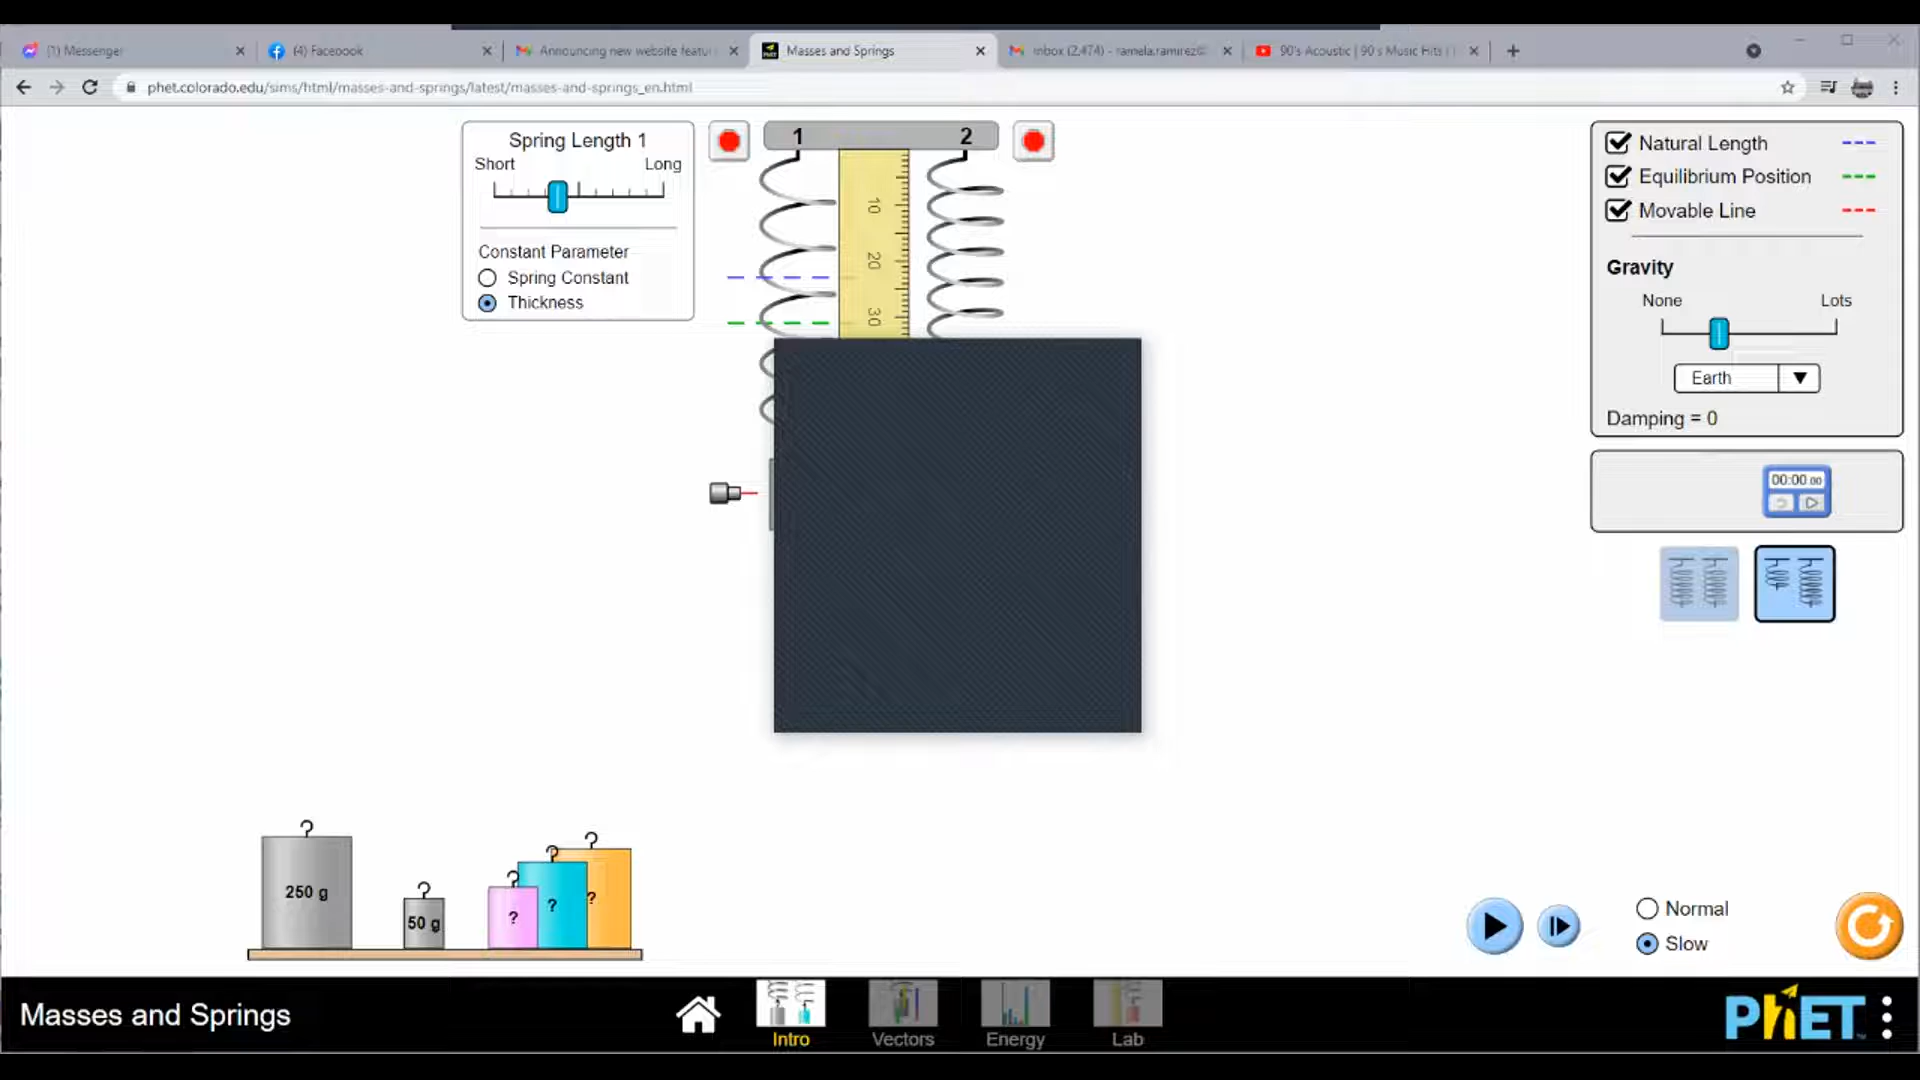 (1) Messenger
(4) Facebook
Announcing new website featu
Masses and Springs
Inbox (2,474) - ramela.ramirez
90's Acoustic | 90's Music Hits |
phet.colorado.edu/sims/html/masses-and-springs/latest/masses-and-springs_en.html
Spring Length 1
Short Long
Constant Parameter
Spring Constant
Thickness
1 2
10
20
30
Natural Length
Equilibrium Position
Movable Line
Gravity
None Lots
Earth
Damping = 0
00:00.00
250 g
50 g
?
?
?
Normal
Slow
Masses and Springs
Intro
Vectors
Energy
Lab
PhET